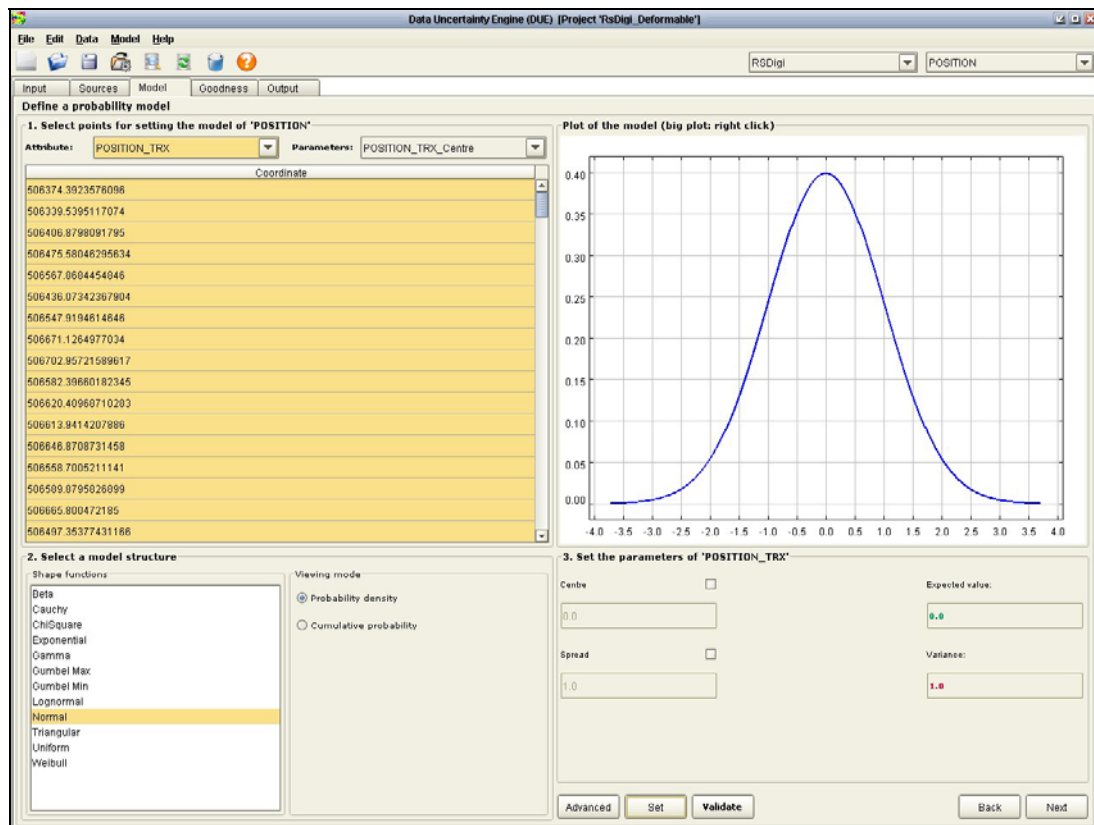 Data Uncertainty Engine (DUE) [Project 'RsDigi_Deformable']
File Edit Data Model Help
RSDigi POSITION
Input Sources Model Goodness Output
Define a probability model
1. Select points for setting the model of 'POSITION'
Attribute: POSITION_TRX Parameters: POSITION_TRX_Centre
Coordinate
506374.3923576096
506339.5395117074
506406.8798091795
506475.58046295634
506567.0604454046
506436.07342367904
506547.9194614646
506671.1264977034
506702.95721589617
506582.39660182345
506620.40960710203
506613.9414207886
506646.8708731458
506558.7005211141
506509.0795026099
506665.800472185
506497.35377431166
Plot of the model (big plot: right click)
0.40
0.35
0.30
0.25
0.20
0.15
0.10
0.05
0.00
-4.0 -3.5 -3.0 -2.5 -2.0 -1.5 -1.0 -0.5 0.0 0.5 1.0 1.5 2.0 2.5 3.0 3.5 4.0
2. Select a model structure
Shape functions
Beta
Cauchy
ChiSquare
Exponential
Gamma
Gumbel Max
Gumbel Min
Lognormal
Normal
Triangular
Uniform
Weibull
Viewing mode
Probability density
Cumulative probability
3. Set the parameters of 'POSITION_TRX'
Centre Expected value:
0.0 0.0
Spread Variance:
1.0 1.0
Advanced Set Validate Back Next